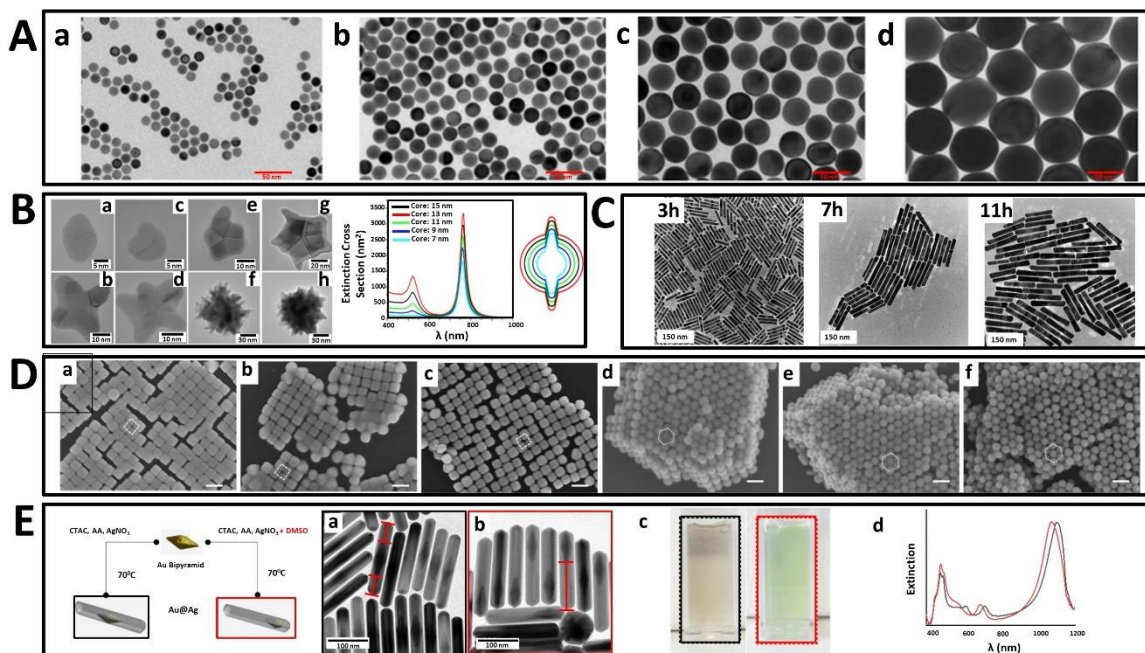 A
a
b
c
d
50 nm
B
a
c
e
g
5 nm
5 nm
10 nm
20 nm
b
d
f
h
10 nm
10 nm
30 nm
30 nm
Extinction Cross
Section (nm²)
3500
3000
2500
2000
1500
1000
500
0
400
600
800
1000
λ (nm)
Core: 15 nm
Core: 13 nm
Core: 11 nm
Core: 9 nm
Core: 7 nm
C
3h
7h
11h
150 nm
150 nm
150 nm
D
a
b
c
d
e
f
E
CTAC, AA, AgNO₃
CTAC, AA, AgNO₃ + DMSO
Au Bipyramid
70⁰C
70⁰C
Au@Ag
a
100 nm
b
100 nm
c
d
Extinction
400
600
800
1000
1200
λ (nm)